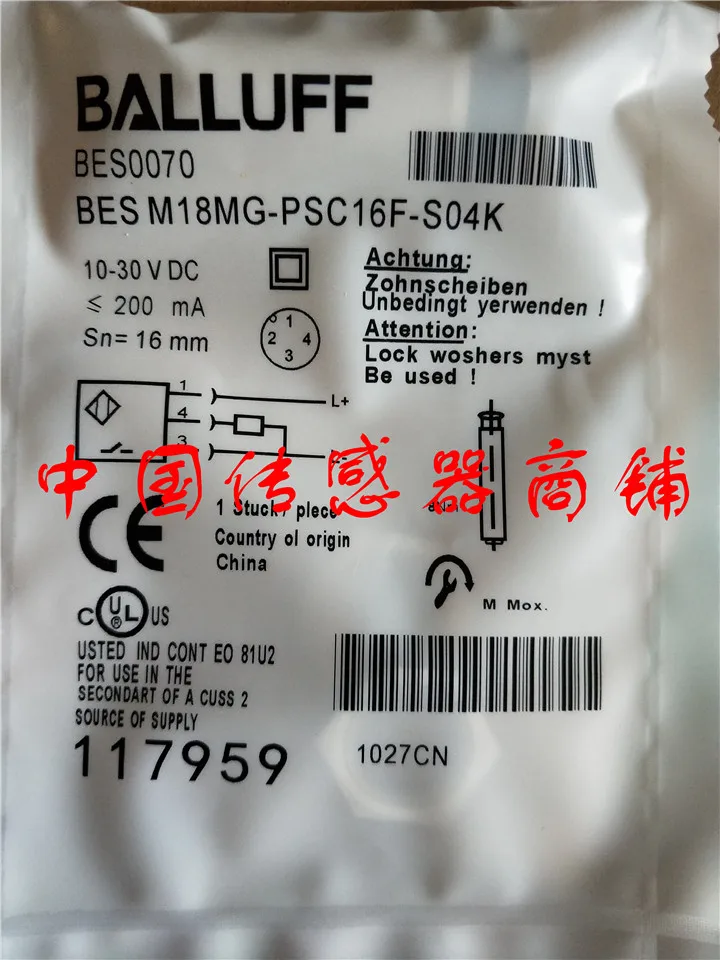 BALLUFF
BES0070
BES M18MG-PSC16F-S04K
10-30 V DC
≤ 200 mA
Sn= 16 mm
1
2 4
3
Achtung:
Zohnscheiben
Unbedingt yerwenden !
Attention:
Lock woshers myst
Be used !
1
L+
4
3
中国传感器商铺
CE
1 Stuck / piece
Country ol origin
China
M Mox.
C UL ® US
USTED IND CONT EO 81U2
FOR USE IN THE
SECONDART OF A CUSS 2
SOURCE OF SUPPLY
117959
1027CN